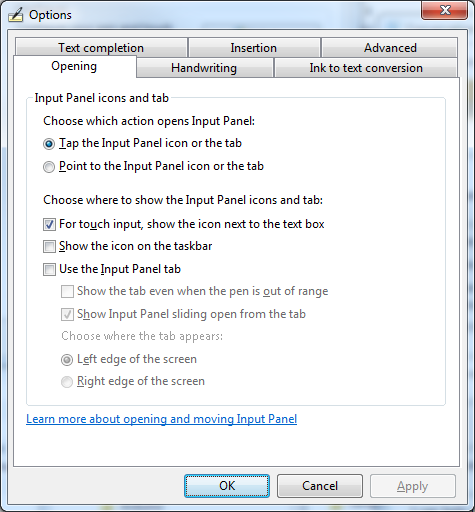 Options
Text completion
Insertion
Advanced
Opening
Handwriting
Ink to text conversion
Input Panel icons and tab
Choose which action opens Input Panel:
Tap the Input Panel icon or the tab
Point to the Input Panel icon or the tab
Choose where to show the Input Panel icons and tab:
For touch input, show the icon next to the text box
Show the icon on the taskbar
Use the Input Panel tab
Show the tab even when the pen is out of range
Show Input Panel sliding open from the tab
Choose where the tab appears:
Left edge of the screen
Right edge of the screen
Learn more about opening and moving Input Panel
OK
Cancel
Apply